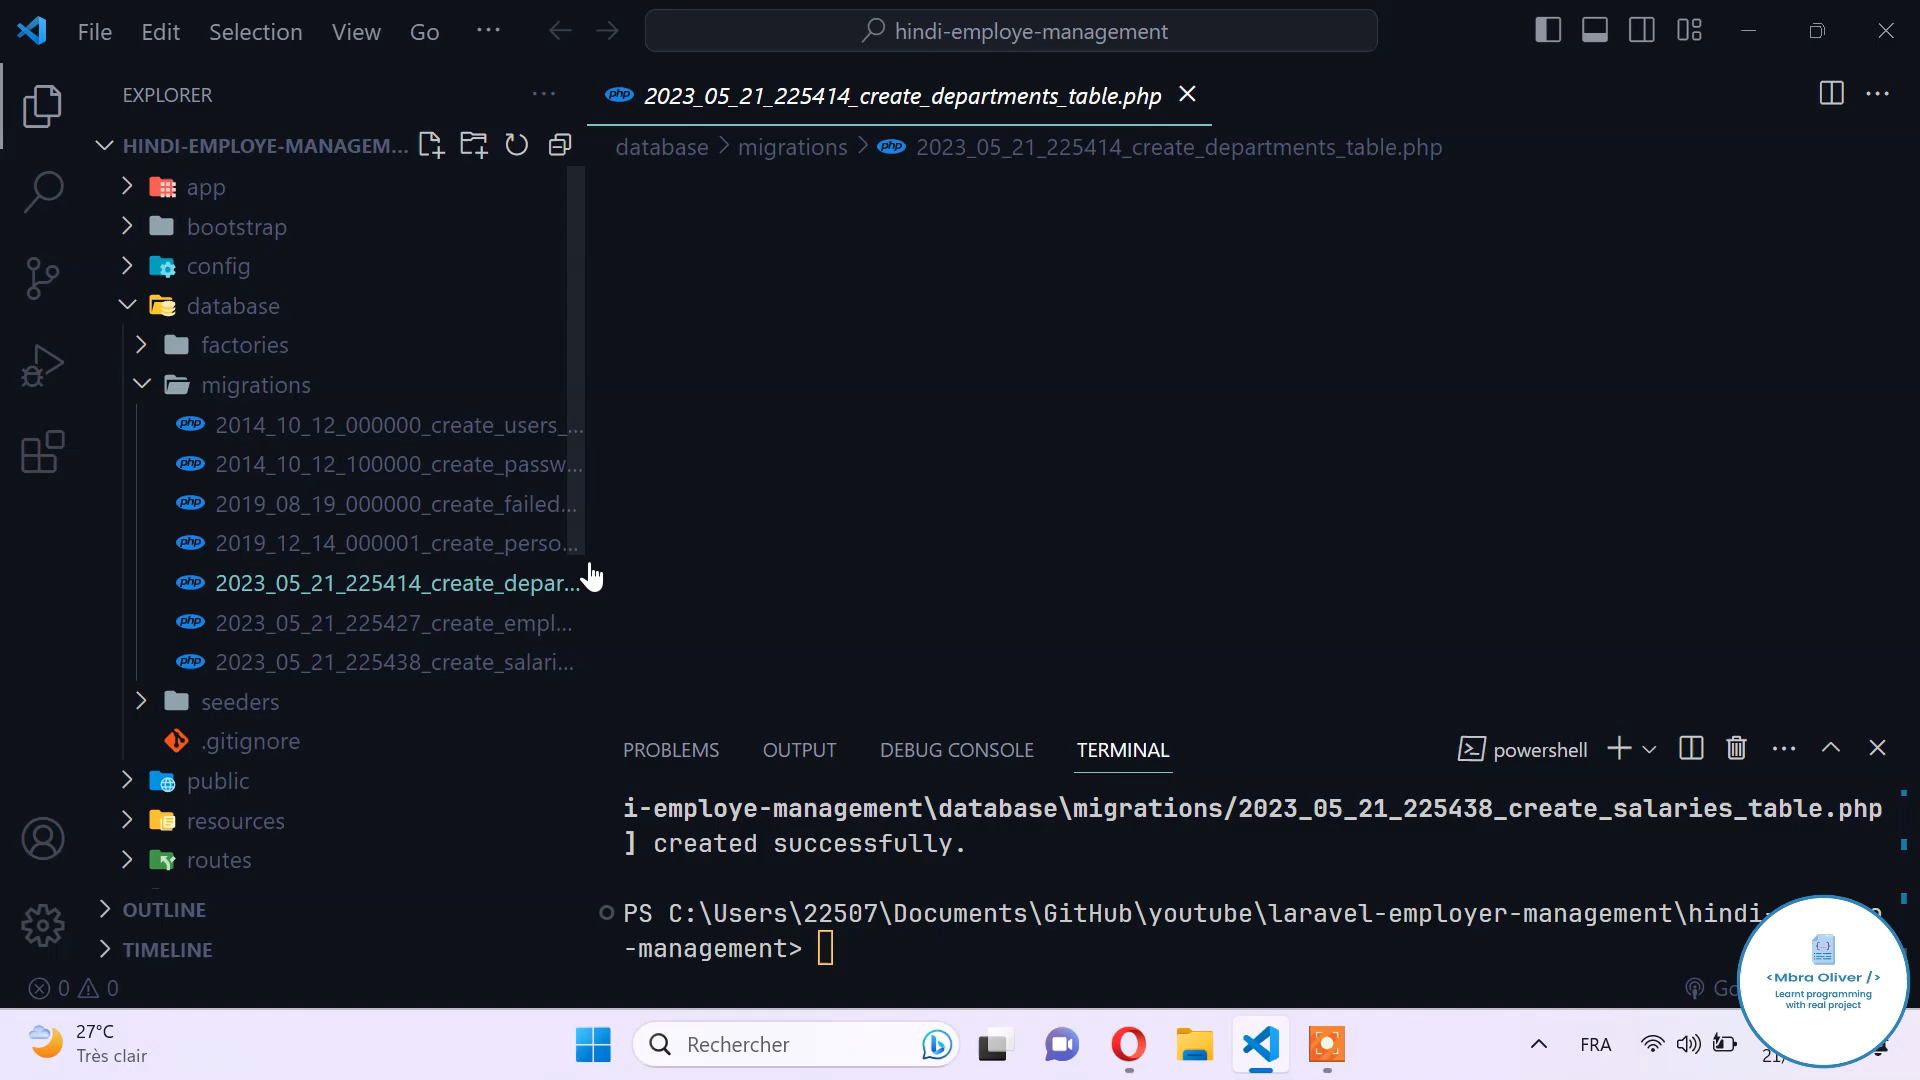 File Edit Selection View Go ···
hindi-employe-management
EXPLORER
HINDI-EMPLOYE-MANAGEM...
app
bootstrap
config
database
factories
migrations
2014_10_12_000000_create_users_...
2014_10_12_100000_create_passw...
2019_08_19_000000_create_failed...
2019_12_14_000001_create_perso...
2023_05_21_225414_create_depar...
2023_05_21_225427_create_empl...
2023_05_21_225438_create_salari...
seeders
.gitignore
public
resources
routes
OUTLINE
TIMELINE
0 0
php 2023_05_21_225414_create_departments_table.php
database > migrations > php 2023_05_21_225414_create_departments_table.php
PROBLEMS OUTPUT DEBUG CONSOLE TERMINAL
powershell
i-employe-management\database\migrations/2023_05_21_225438_create_salaries_table.php
] created successfully.
PS C:\Users\22507\Documents\GitHub\youtube\laravel-employer-management\hindi-
-management>
<Mbra Oliver />
Learnt programming
with real project
27°C
Très clair
Rechercher
FRA